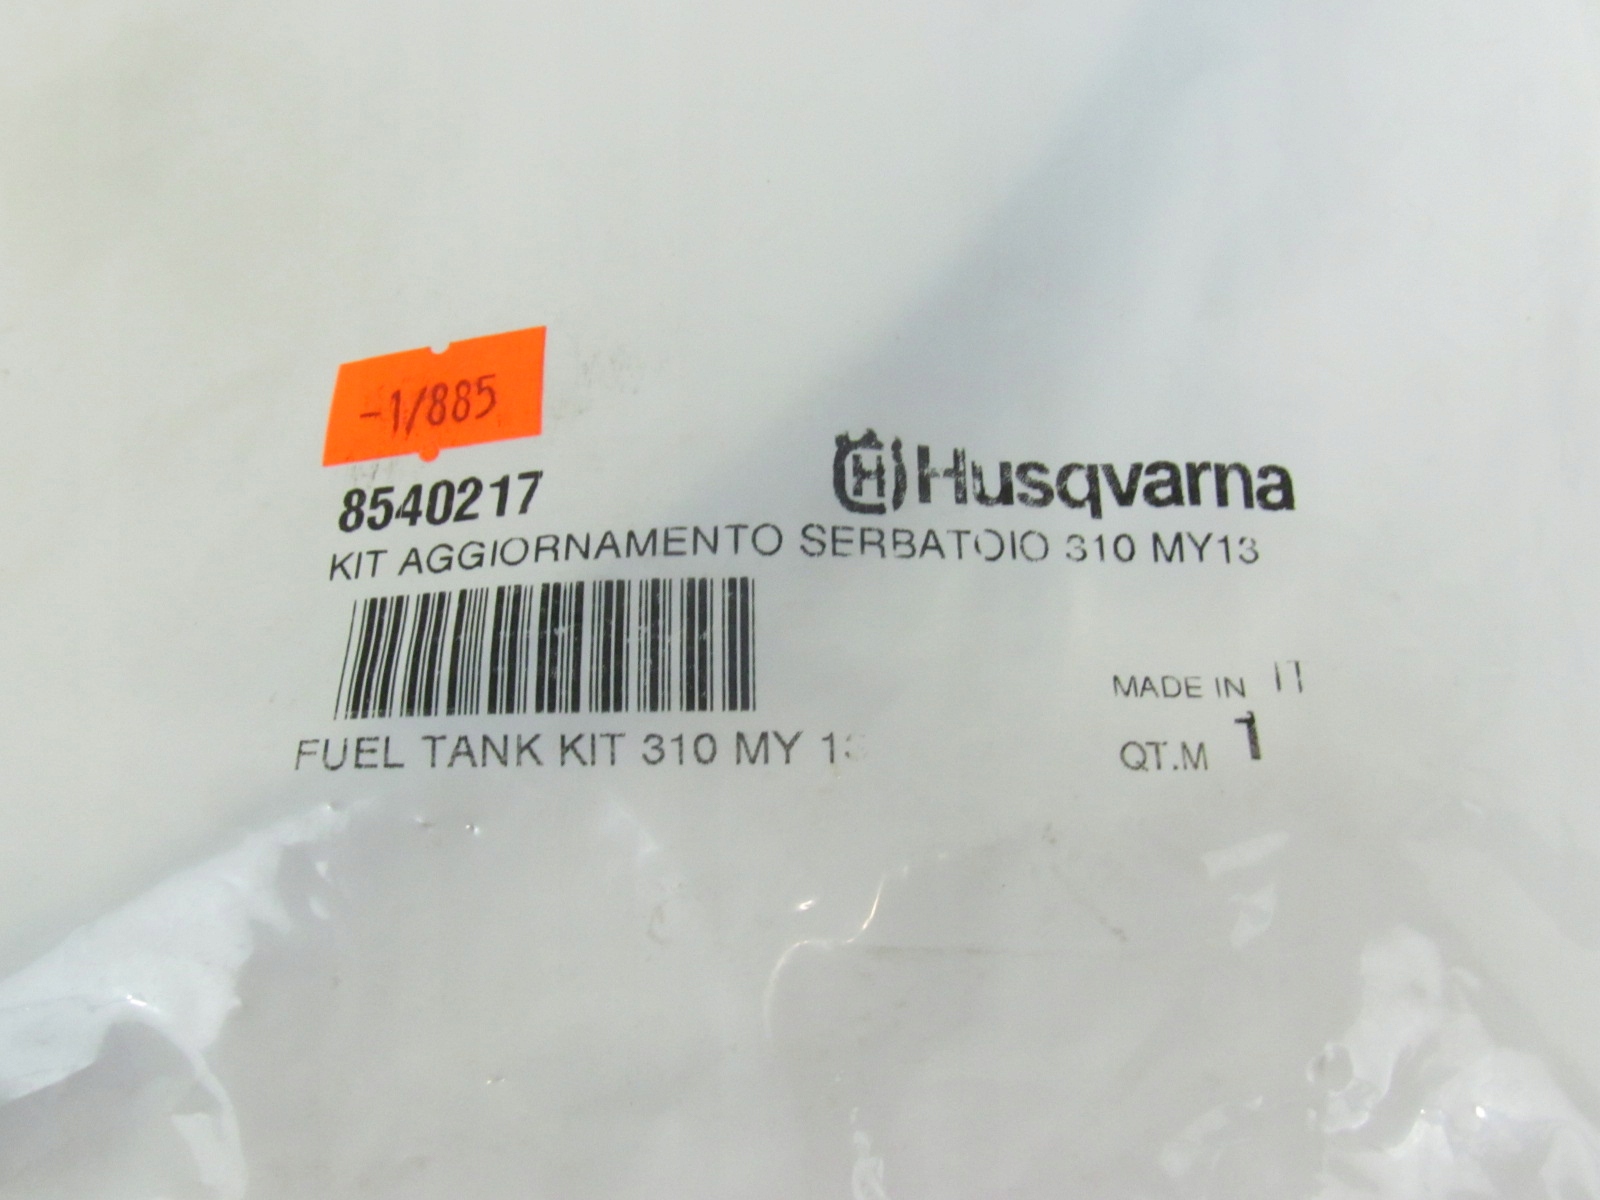 -1/885
8540217
Husqvarna
KIT AGGIORNAMENTO SERBATOIO 310 MY13
MADE IN IT
FUEL TANK KIT 310 MY 13
QT.M 1